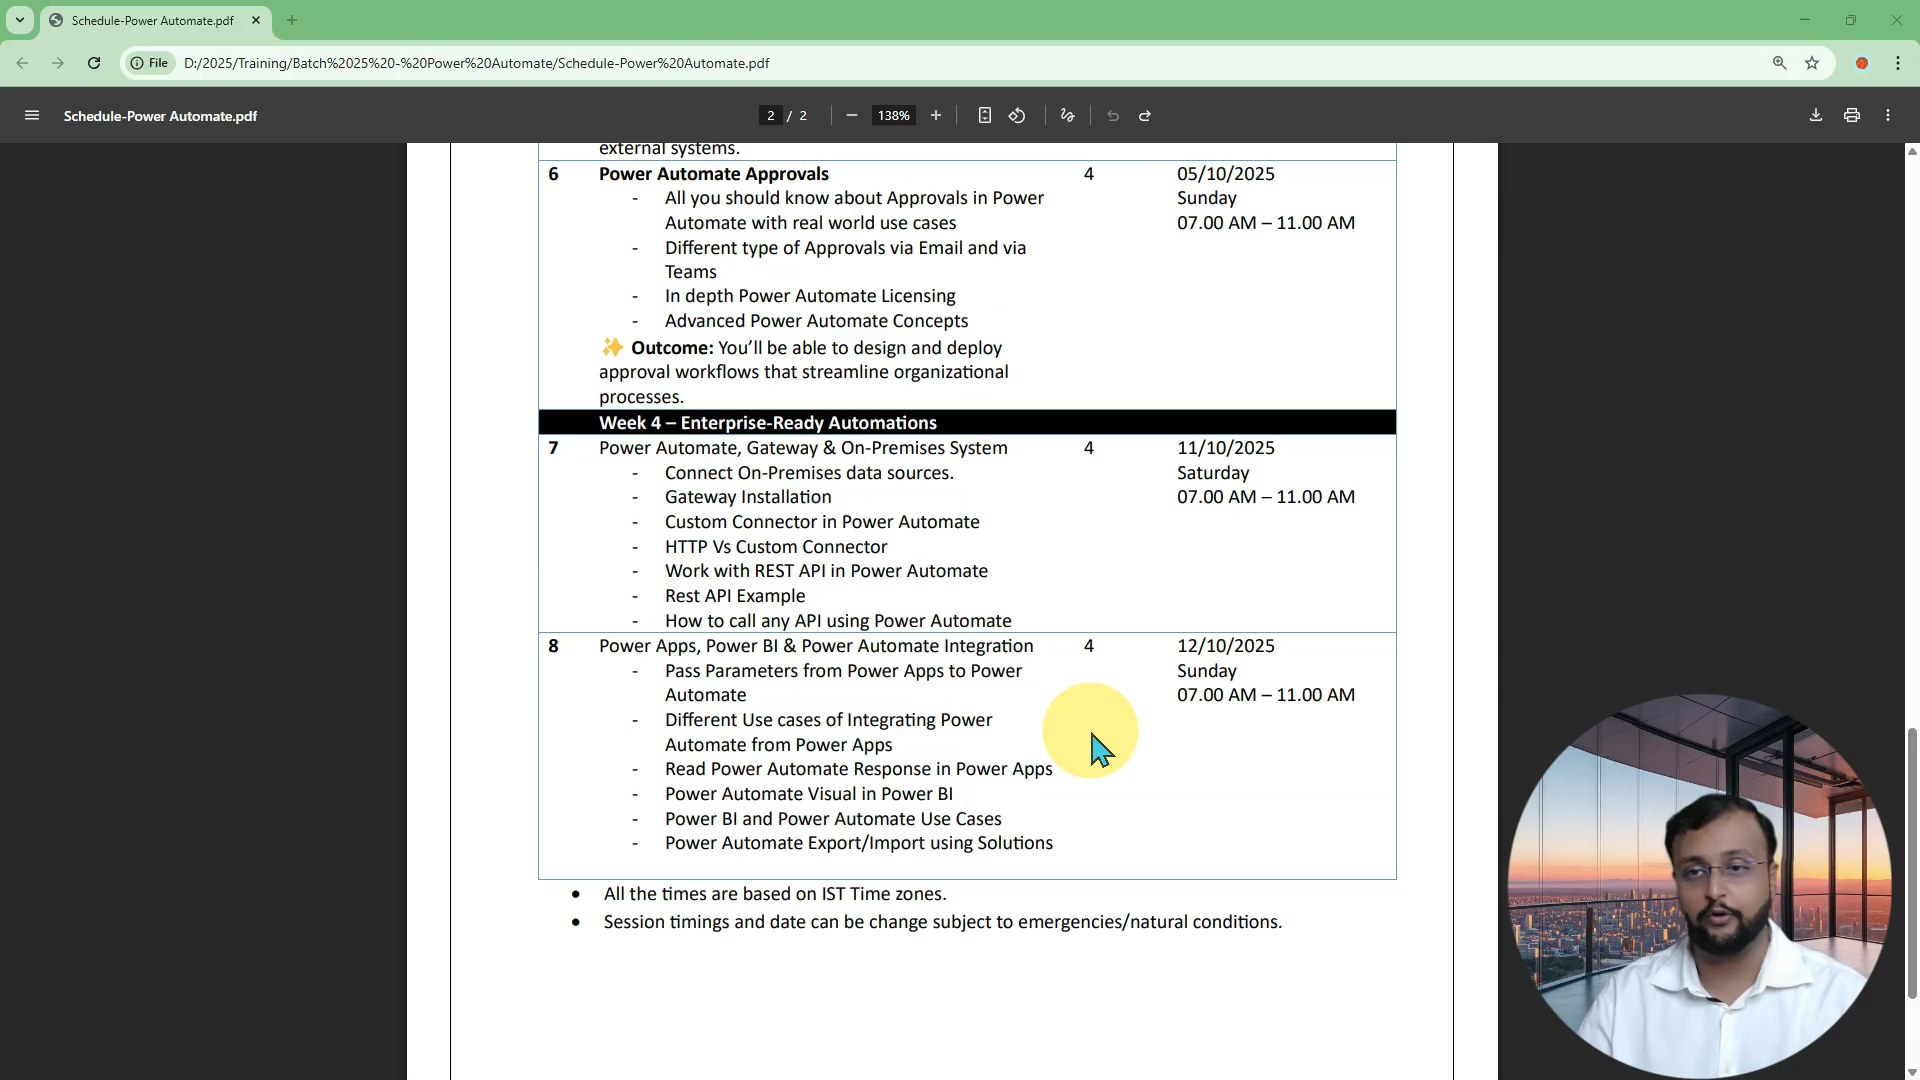 Schedule-Power Automate.pdf
File D:/2025/Training/Batch%2025%20-%20Power%20Automate/Schedule-Power%20Automate.pdf
Schedule-Power Automate.pdf 2 / 2 138%
external systems.
6 Power Automate Approvals 4 05/10/2025
- All you should know about Approvals in Power Sunday
Automate with real world use cases 07.00 AM – 11.00 AM
- Different type of Approvals via Email and via
Teams
- In depth Power Automate Licensing
- Advanced Power Automate Concepts
✨ Outcome: You’ll be able to design and deploy
approval workflows that streamline organizational
processes.
Week 4 – Enterprise-Ready Automations
7 Power Automate, Gateway & On-Premises System 4 11/10/2025
- Connect On-Premises data sources. Saturday
- Gateway Installation 07.00 AM – 11.00 AM
- Custom Connector in Power Automate
- HTTP Vs Custom Connector
- Work with REST API in Power Automate
- Rest API Example
- How to call any API using Power Automate
8 Power Apps, Power BI & Power Automate Integration 4 12/10/2025
- Pass Parameters from Power Apps to Power Sunday
Automate 07.00 AM – 11.00 AM
- Different Use cases of Integrating Power
Automate from Power Apps
- Read Power Automate Response in Power Apps
- Power Automate Visual in Power BI
- Power BI and Power Automate Use Cases
- Power Automate Export/Import using Solutions
• All the times are based on IST Time zones.
• Session timings and date can be change subject to emergencies/natural conditions.